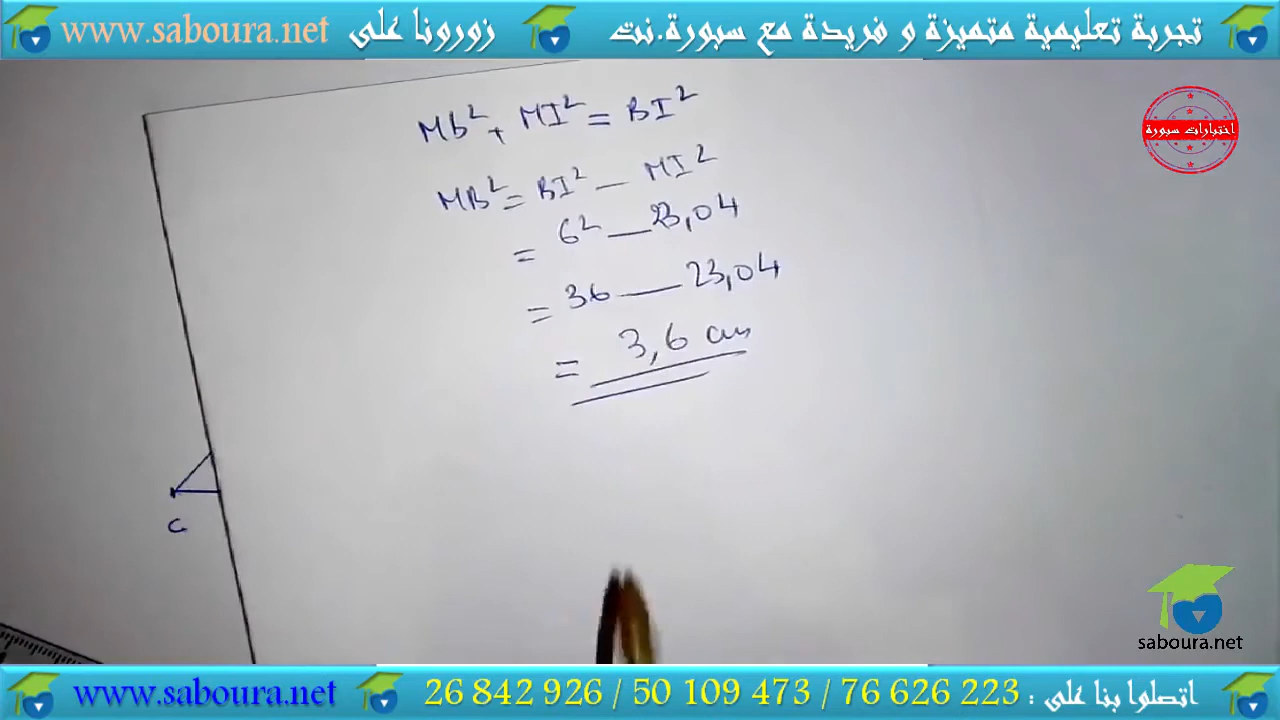 www.saboura.net زورونا على تجربة تعليمية متميزة و فريدة مع سبورة.نت
اختبارات سبورة
Mb² + MI² = BI²
MB² = BI² — MI²
= 6² — 23,04
= 36 — 23,04
= 3,6 cm
C
saboura.net
www.saboura.net 26 842 926 / 50 109 473 / 76 626 223 : اتصلوا بنا على